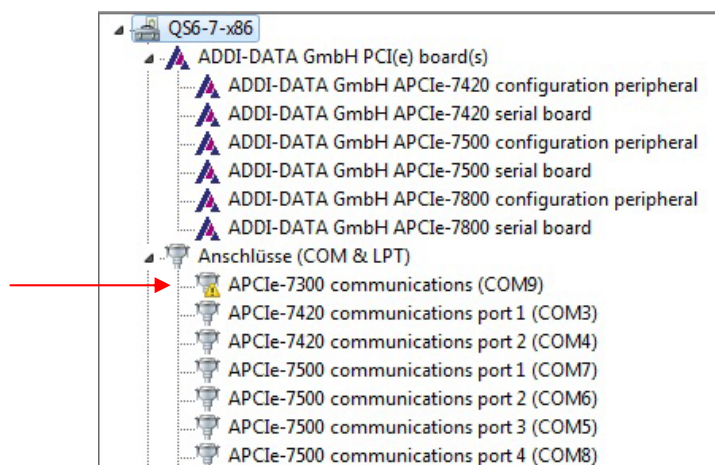 QS6-7-x86
ADDI-DATA GmbH PCI(e) board(s)
ADDI-DATA GmbH APCIe-7420 configuration peripheral
ADDI-DATA GmbH APCIe-7420 serial board
ADDI-DATA GmbH APCIe-7500 configuration peripheral
ADDI-DATA GmbH APCIe-7500 serial board
ADDI-DATA GmbH APCIe-7800 configuration peripheral
ADDI-DATA GmbH APCIe-7800 serial board
Anschlüsse (COM & LPT)
APCIe-7300 communications (COM9)
APCIe-7420 communications port 1 (COM3)
APCIe-7420 communications port 2 (COM4)
APCIe-7500 communications port 1 (COM7)
APCIe-7500 communications port 2 (COM6)
APCIe-7500 communications port 3 (COM5)
APCIe-7500 communications port 4 (COM8)